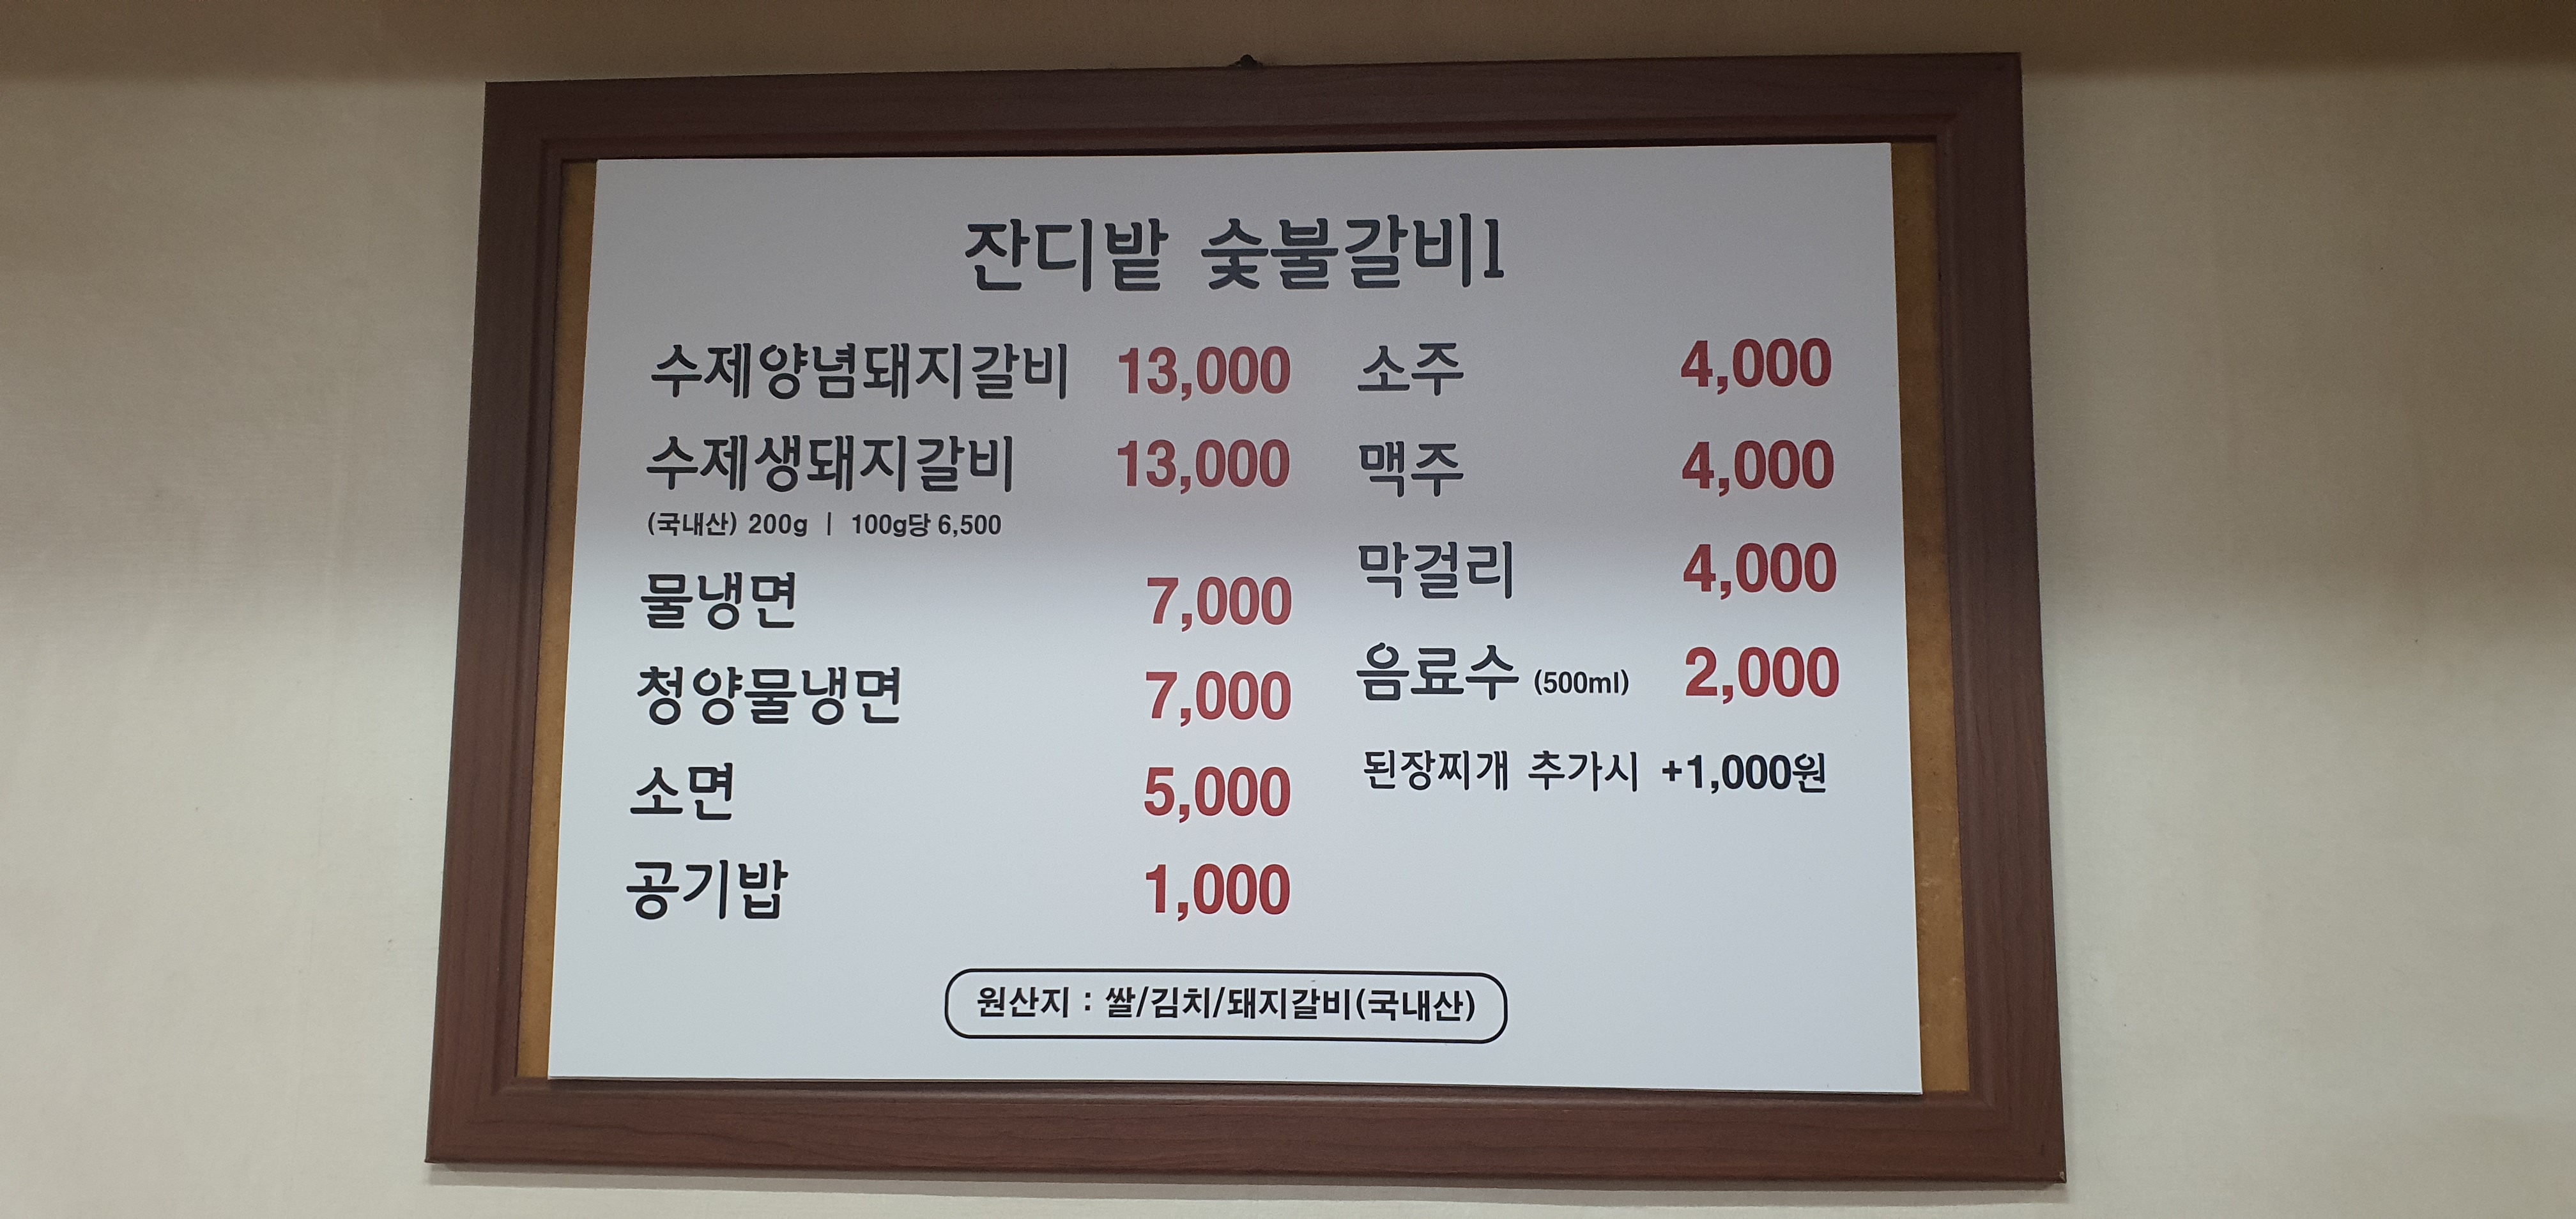 잔디밭 숯불갈비1
수제양념돼지갈비 13,000
수제생돼지갈비 13,000
(국내산) 200g | 100g당 6,500
물냉면 7,000
청양물냉면 7,000
소면 5,000
공기밥 1,000
소주 4,000
맥주 4,000
막걸리 4,000
음료수 (500ml) 2,000
된장찌개 추가시 +1,000원
원산지 : 쌀/김치/돼지갈비(국내산)